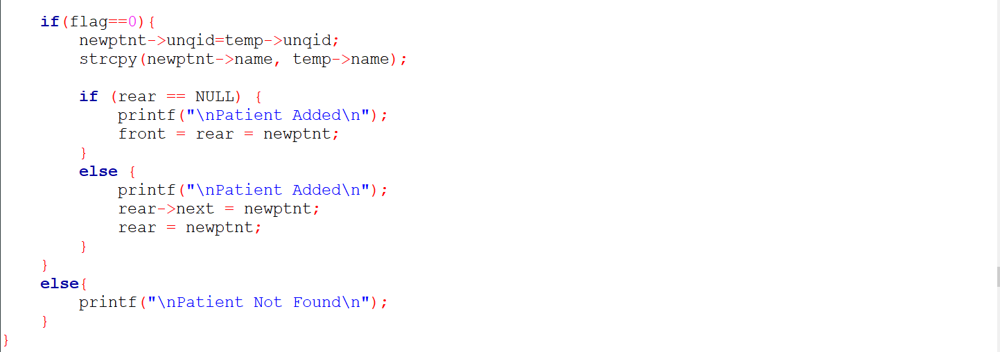 if(flag==0){
newptnt->unqid=temp->unqid;
strcpy(newptnt->name, temp->name);
if (rear == NULL) {
printf("\nPatient Added\n");
front = rear = newptnt;
}
else {
printf("\nPatient Added\n");
rear->next = newptnt;
rear = newptnt;
}
}
else{
printf("\nPatient Not Found\n");
}
}